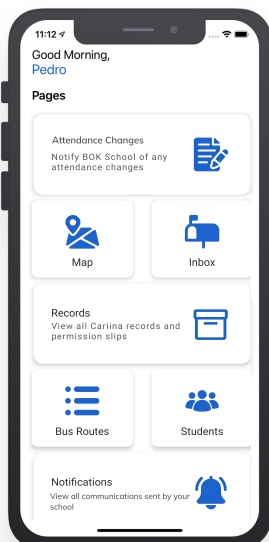 11:12
Good Morning,
Pedro
Pages
Attendance Changes
Notify BOK School of any
attendance changes
Map
Inbox
Records
View all Cariina records and
permission slips
Bus Routes
Students
Notifications
View all communications sent by your
school